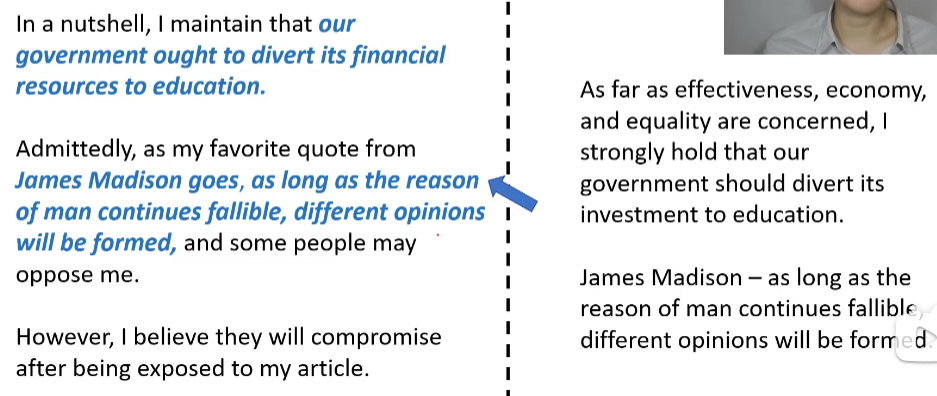 In a nutshell, I maintain that our
government ought to divert its financial
resources to education.
Admittedly, as my favorite quote from
James Madison goes, as long as the reason
of man continues fallible, different opinions
will be formed, and some people may
oppose me.
However, I believe they will compromise
after being exposed to my article.
As far as effectiveness, economy,
and equality are concerned, I
strongly hold that our
government should divert its
investment to education.
James Madison – as long as the
reason of man continues fallible,
different opinions will be formed.